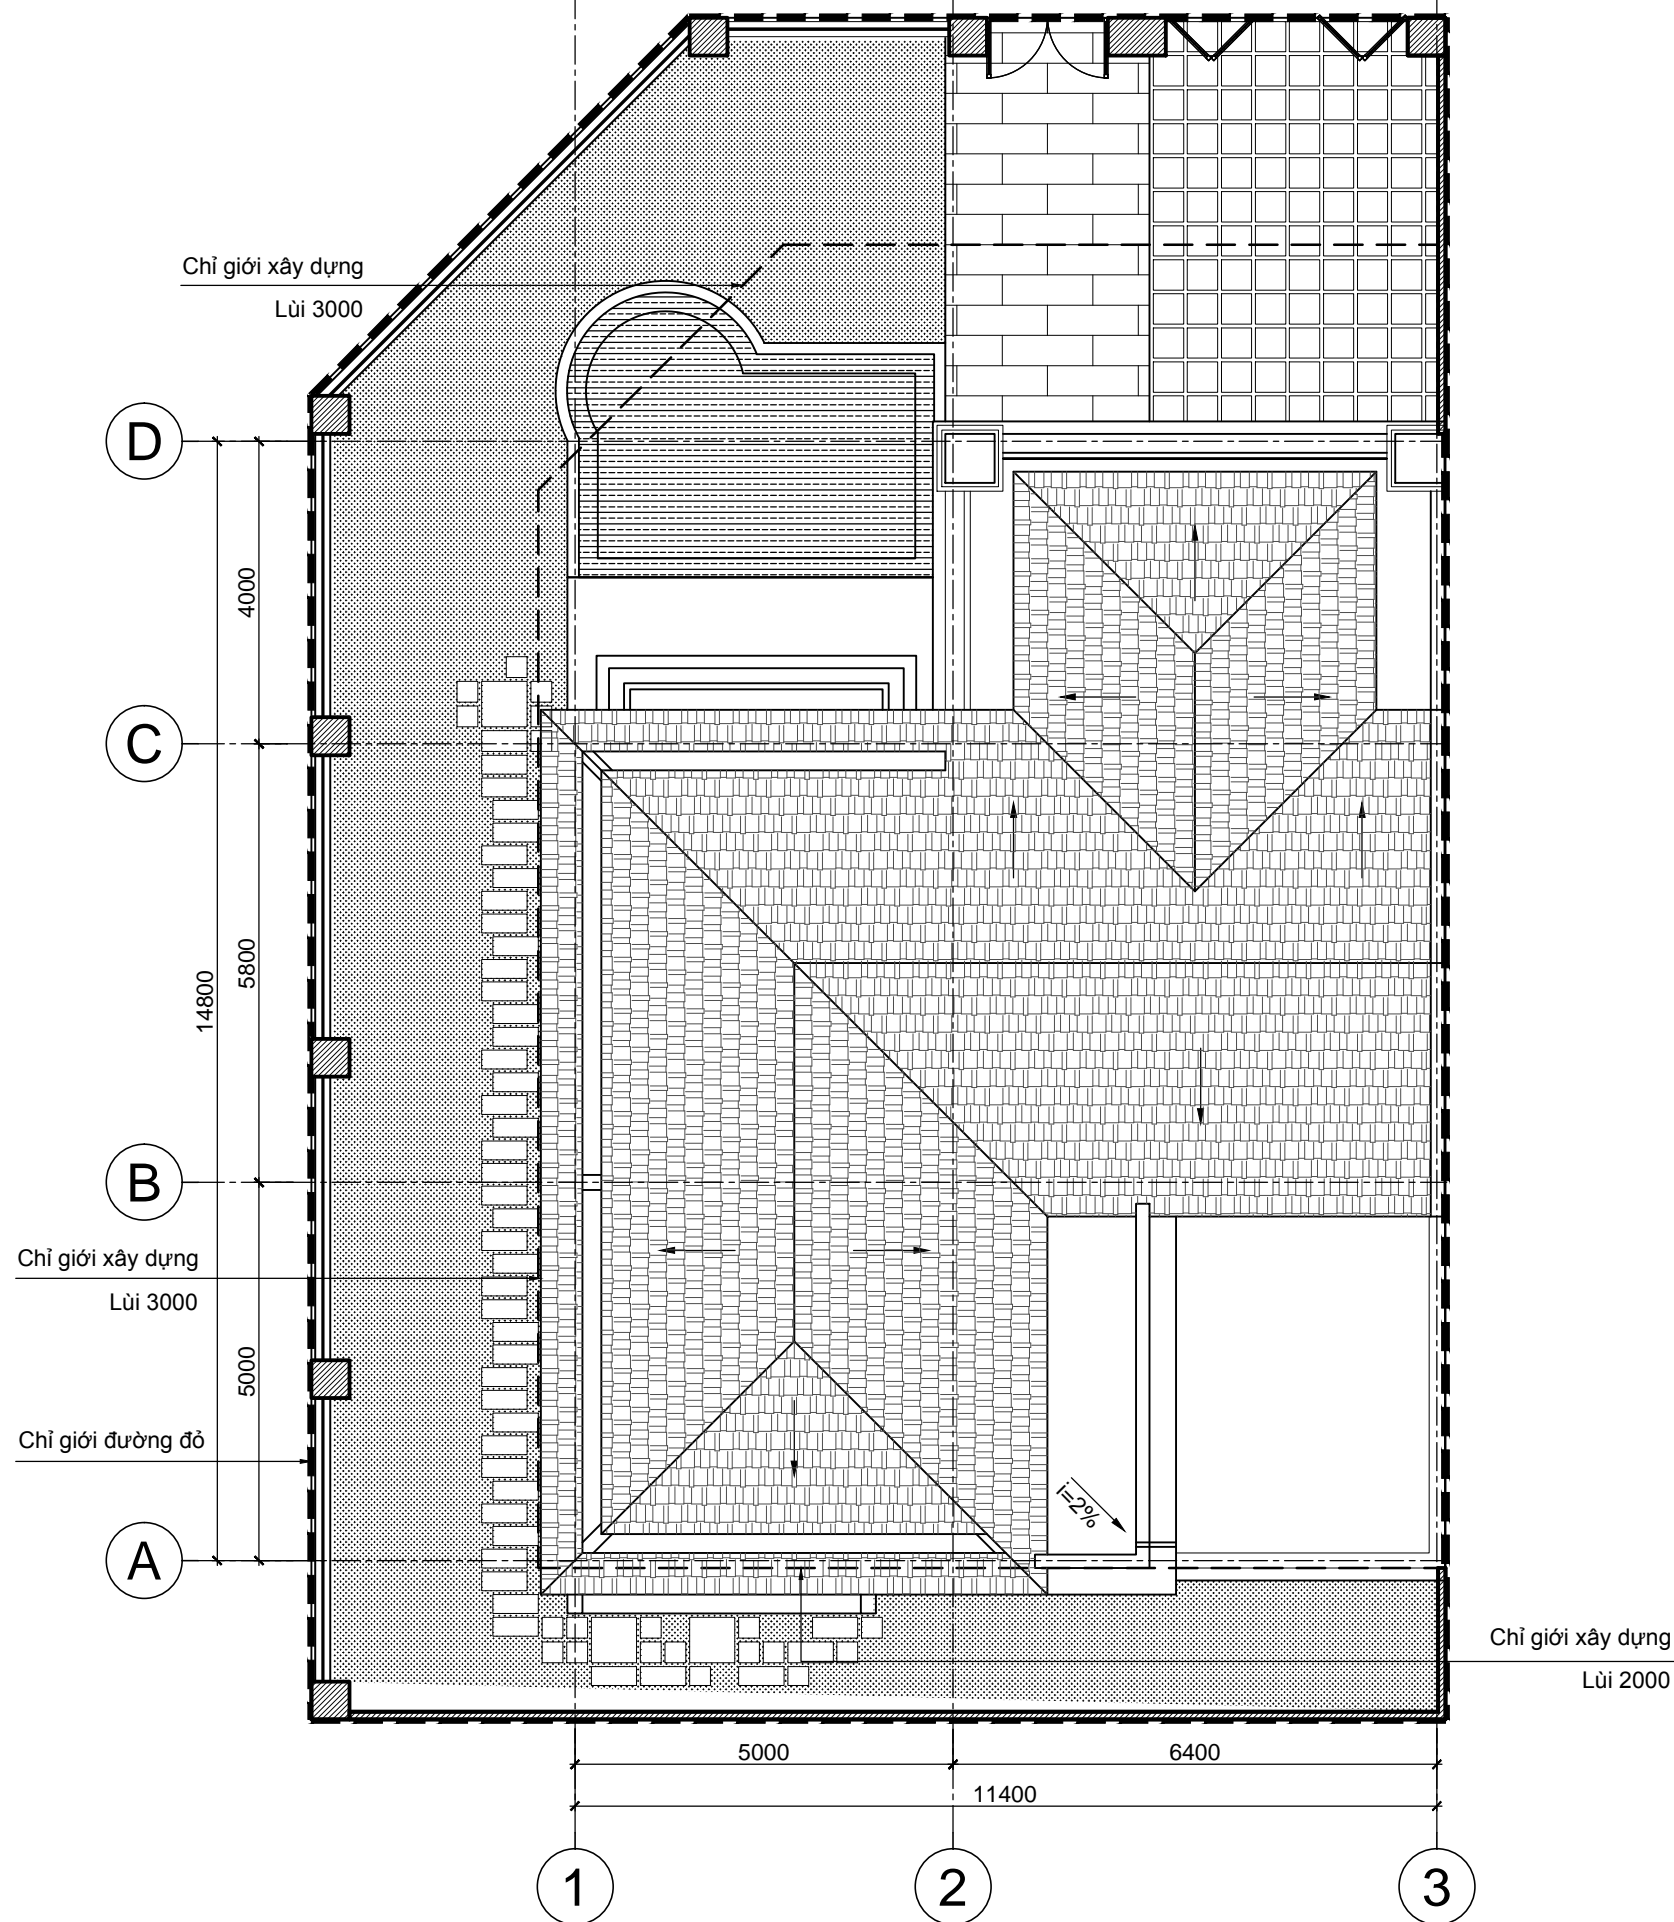 Chỉ giới xây dựng
Lùi 3000
D
4000
C
5800
14800
B
Chỉ giới xây dựng
Lùi 3000
5000
Chỉ giới đường đỏ
i=2%
A
Chỉ giới xây dựng
Lùi 2000
5000
6400
11400
1
2
3